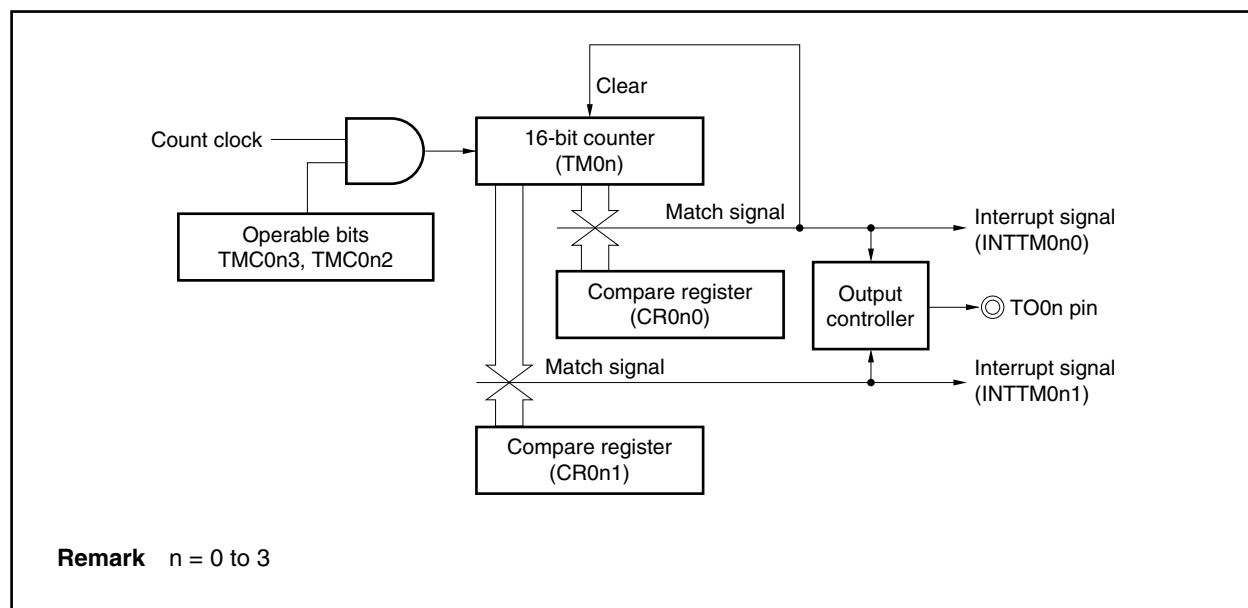 Clear
Count clock
16-bit counter
(TM0n)
Operable bits
TMC0n3, TMC0n2
Match signal
Interrupt signal
(INTTM0n0)
Compare register
(CR0n0)
Output
controller
TO0n pin
Match signal
Interrupt signal
(INTTM0n1)
Compare register
(CR0n1)
Remark n = 0 to 3